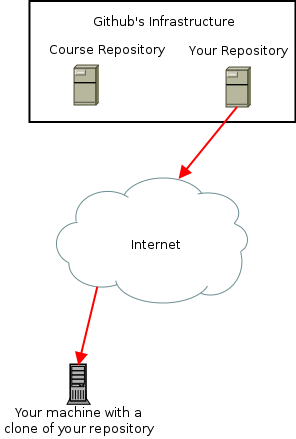 Github's Infrastructure
Course Repository
Your Repository
Internet
Your machine with a
clone of your repository